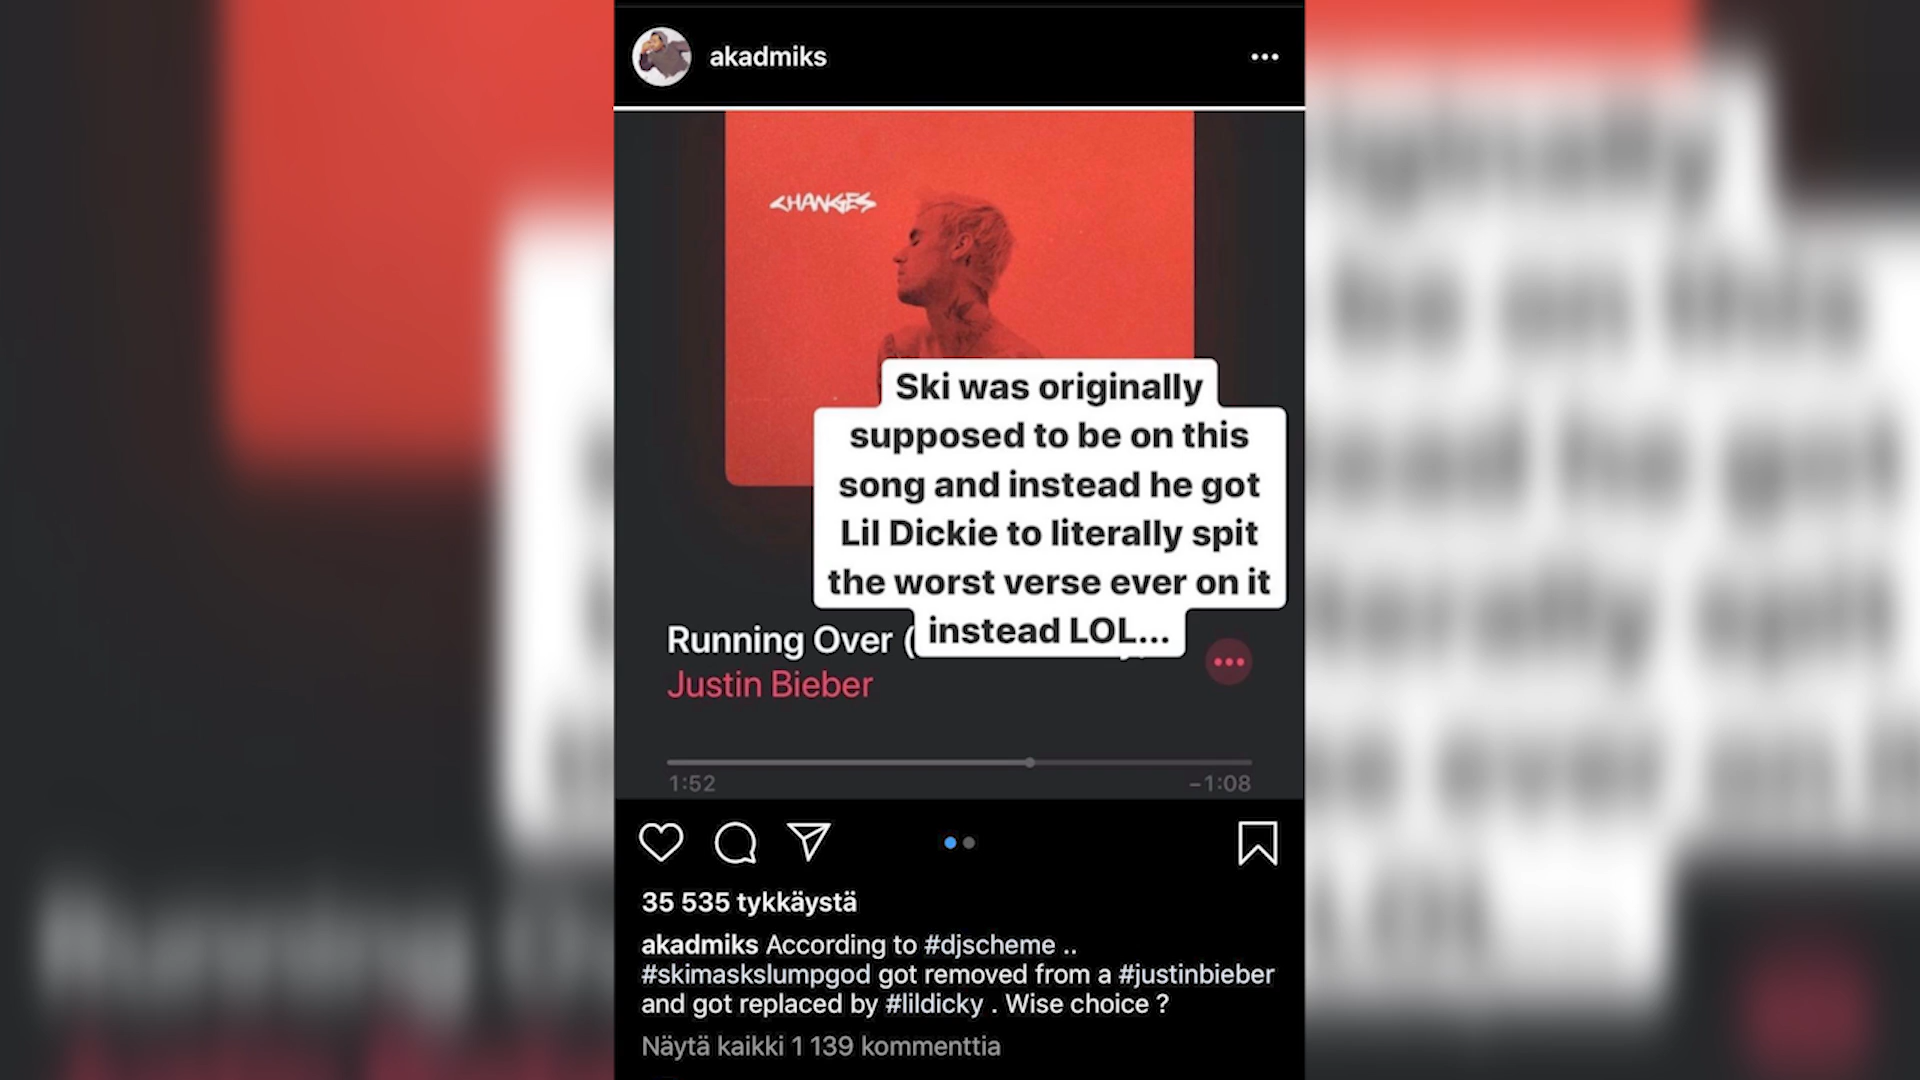 akadmiks
CHANGES
Ski was originally
supposed to be on this
song and instead he got
Lil Dickie to literally spit
the worst verse ever on it
instead LOL...
Running Over (
Justin Bieber
1:52
-1:08
35 535 tykkäystä
akadmiks According to #djscheme ..
#skimaskslumpgod got removed from a #justinbieber
and got replaced by #lildicky . Wise choice ?
Näytä kaikki 1 139 kommenttia